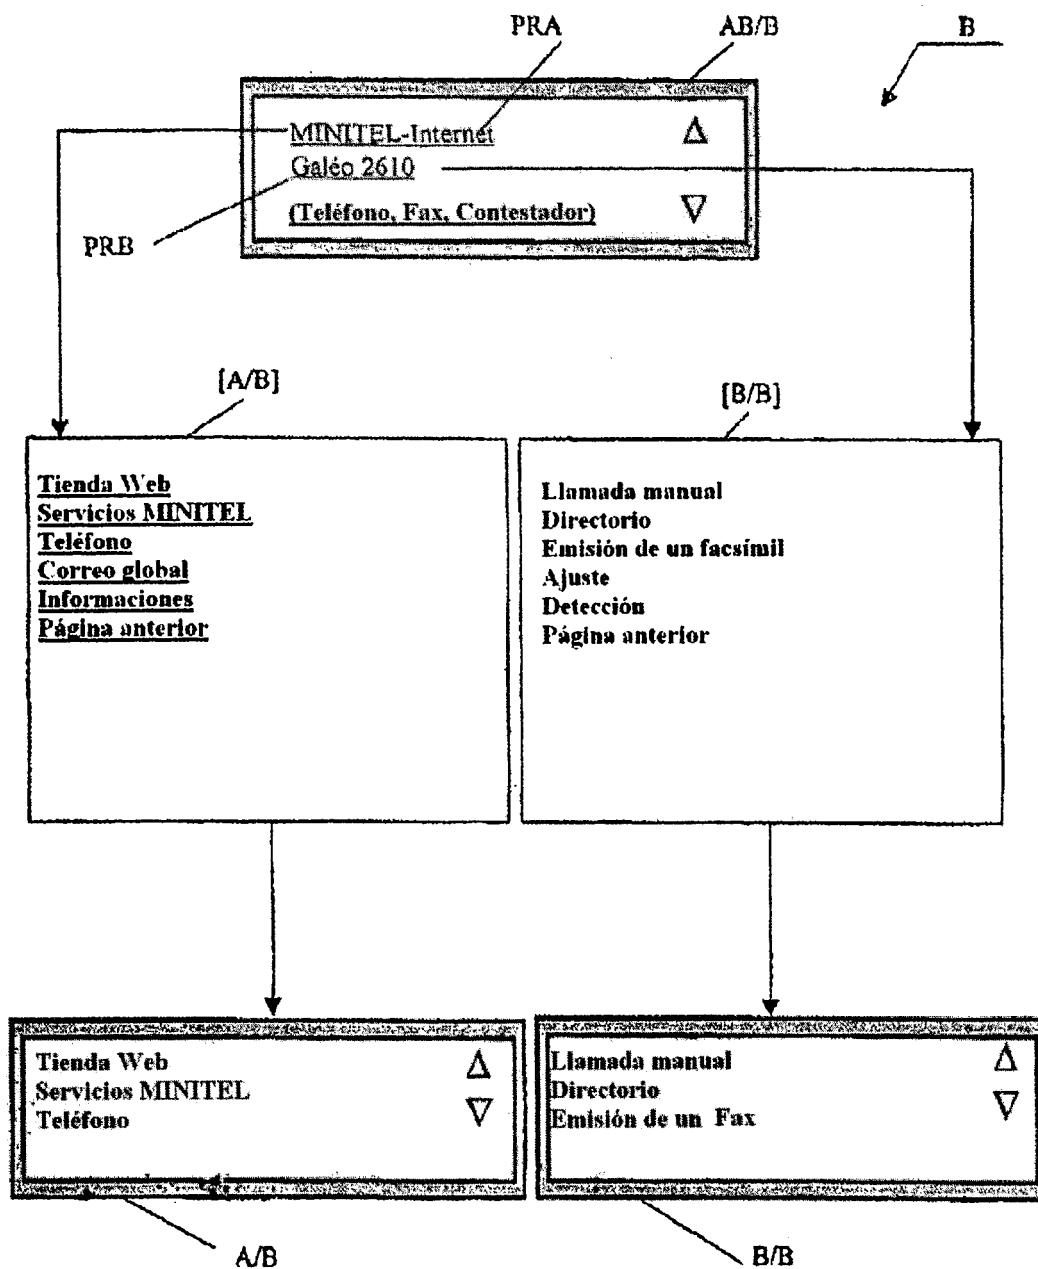 PRA
AB/B
B
MINITEL-Internet
Galéo 2610
(Teléfono, Fax, Contestador)
PRB
[A/B]
[B/B]
Tienda Web
Servicios MINITEL
Teléfono
Correo global
Informaciones
Página anterior
Llamada manual
Directorio
Emisión de un facsímil
Ajuste
Detección
Página anterior
Tienda Web
Servicios MINITEL
Teléfono
Llamada manual
Directorio
Emisión de un Fax
A/B
B/B